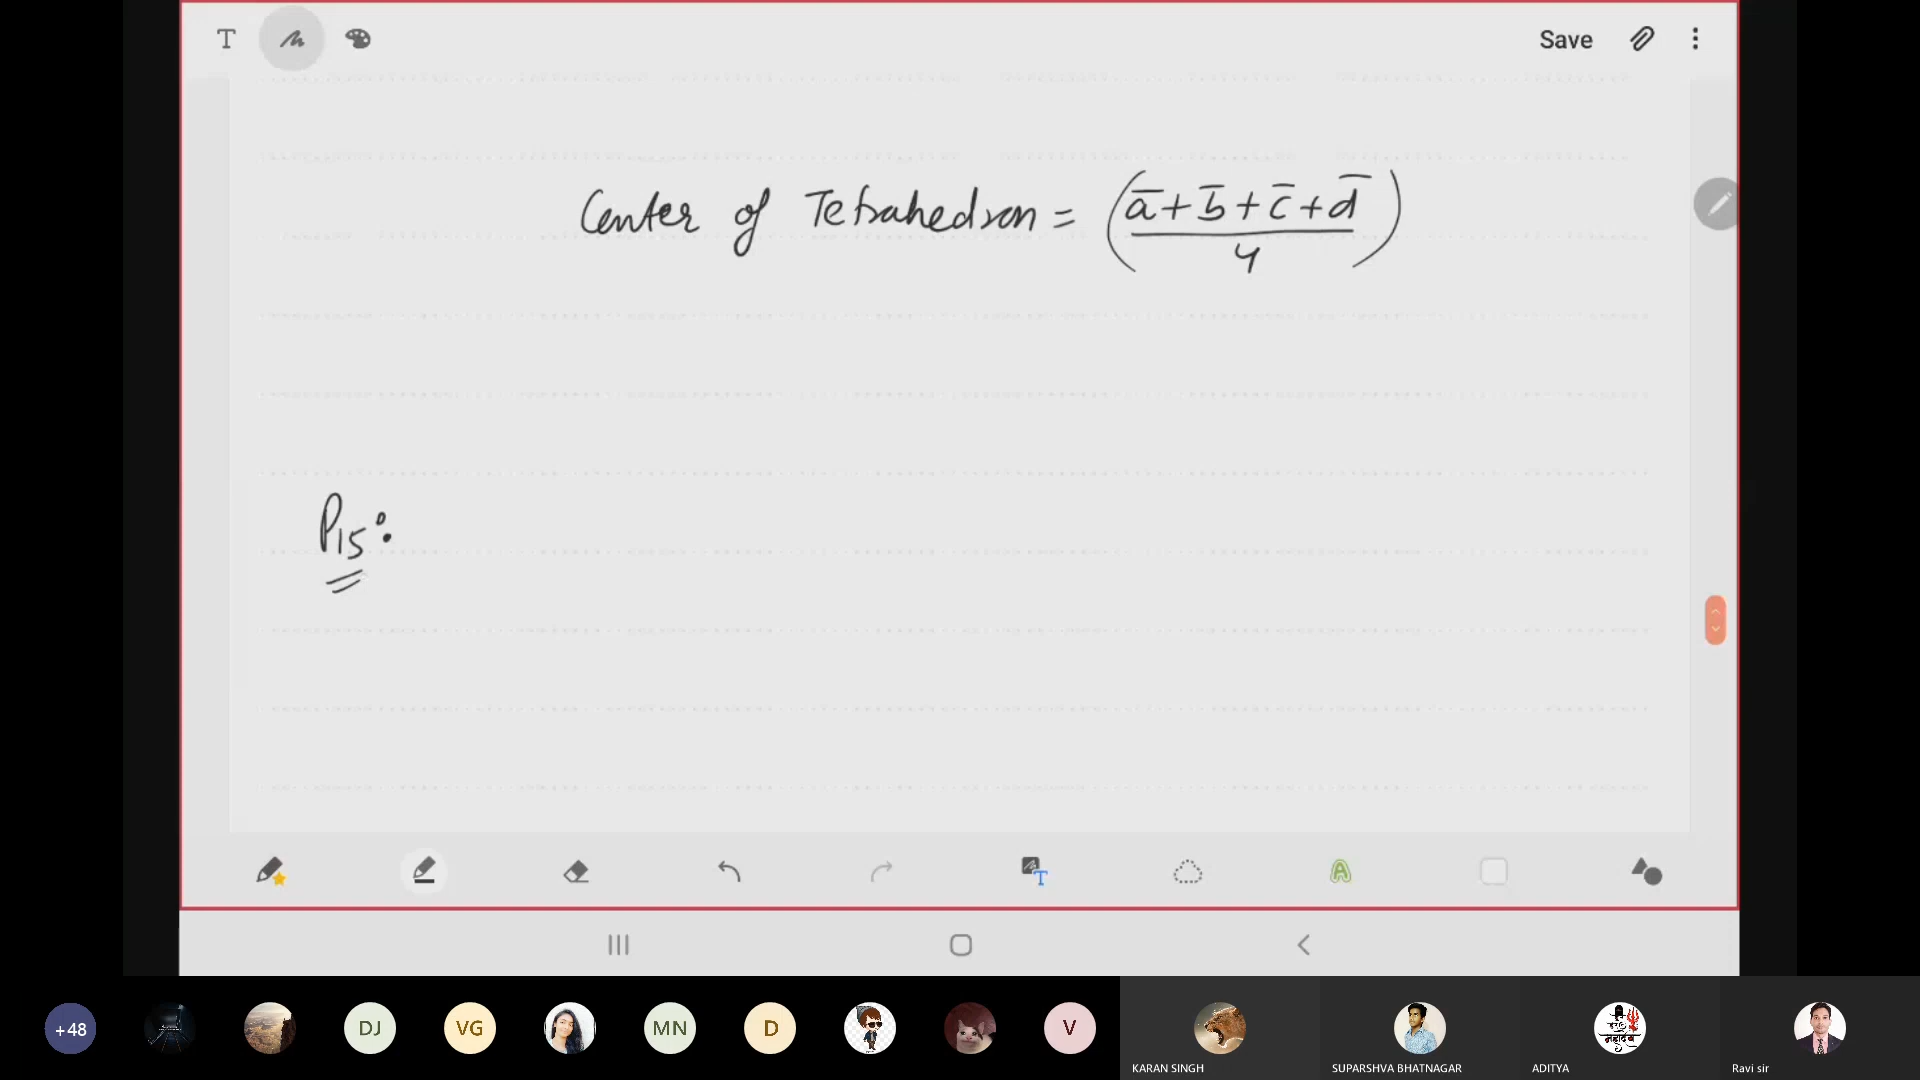 T Save
Center of Tetrahedron = ( (a̅ + b̅ + c̅ + d̅) / 4 )
P₁₅:
T A
+48 DJ VG MN D V
KARAN SINGH SUPARSHVA BHATNAGAR ADITYA Ravi sir